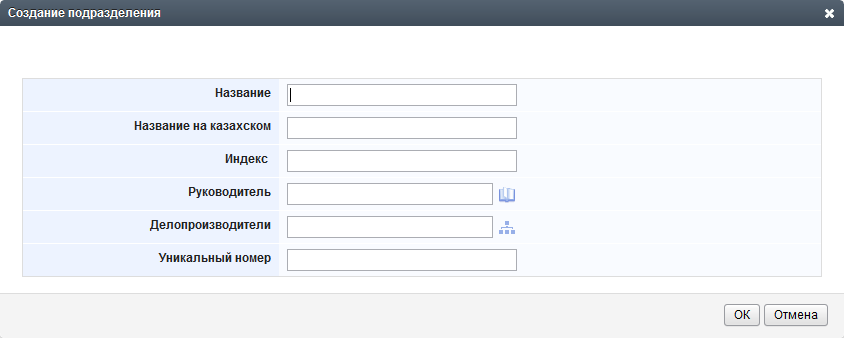 Создание подразделения
Название
Название на казахском
Индекс
Руководитель
Делопроизводители
Уникальный номер
ОК Отмена